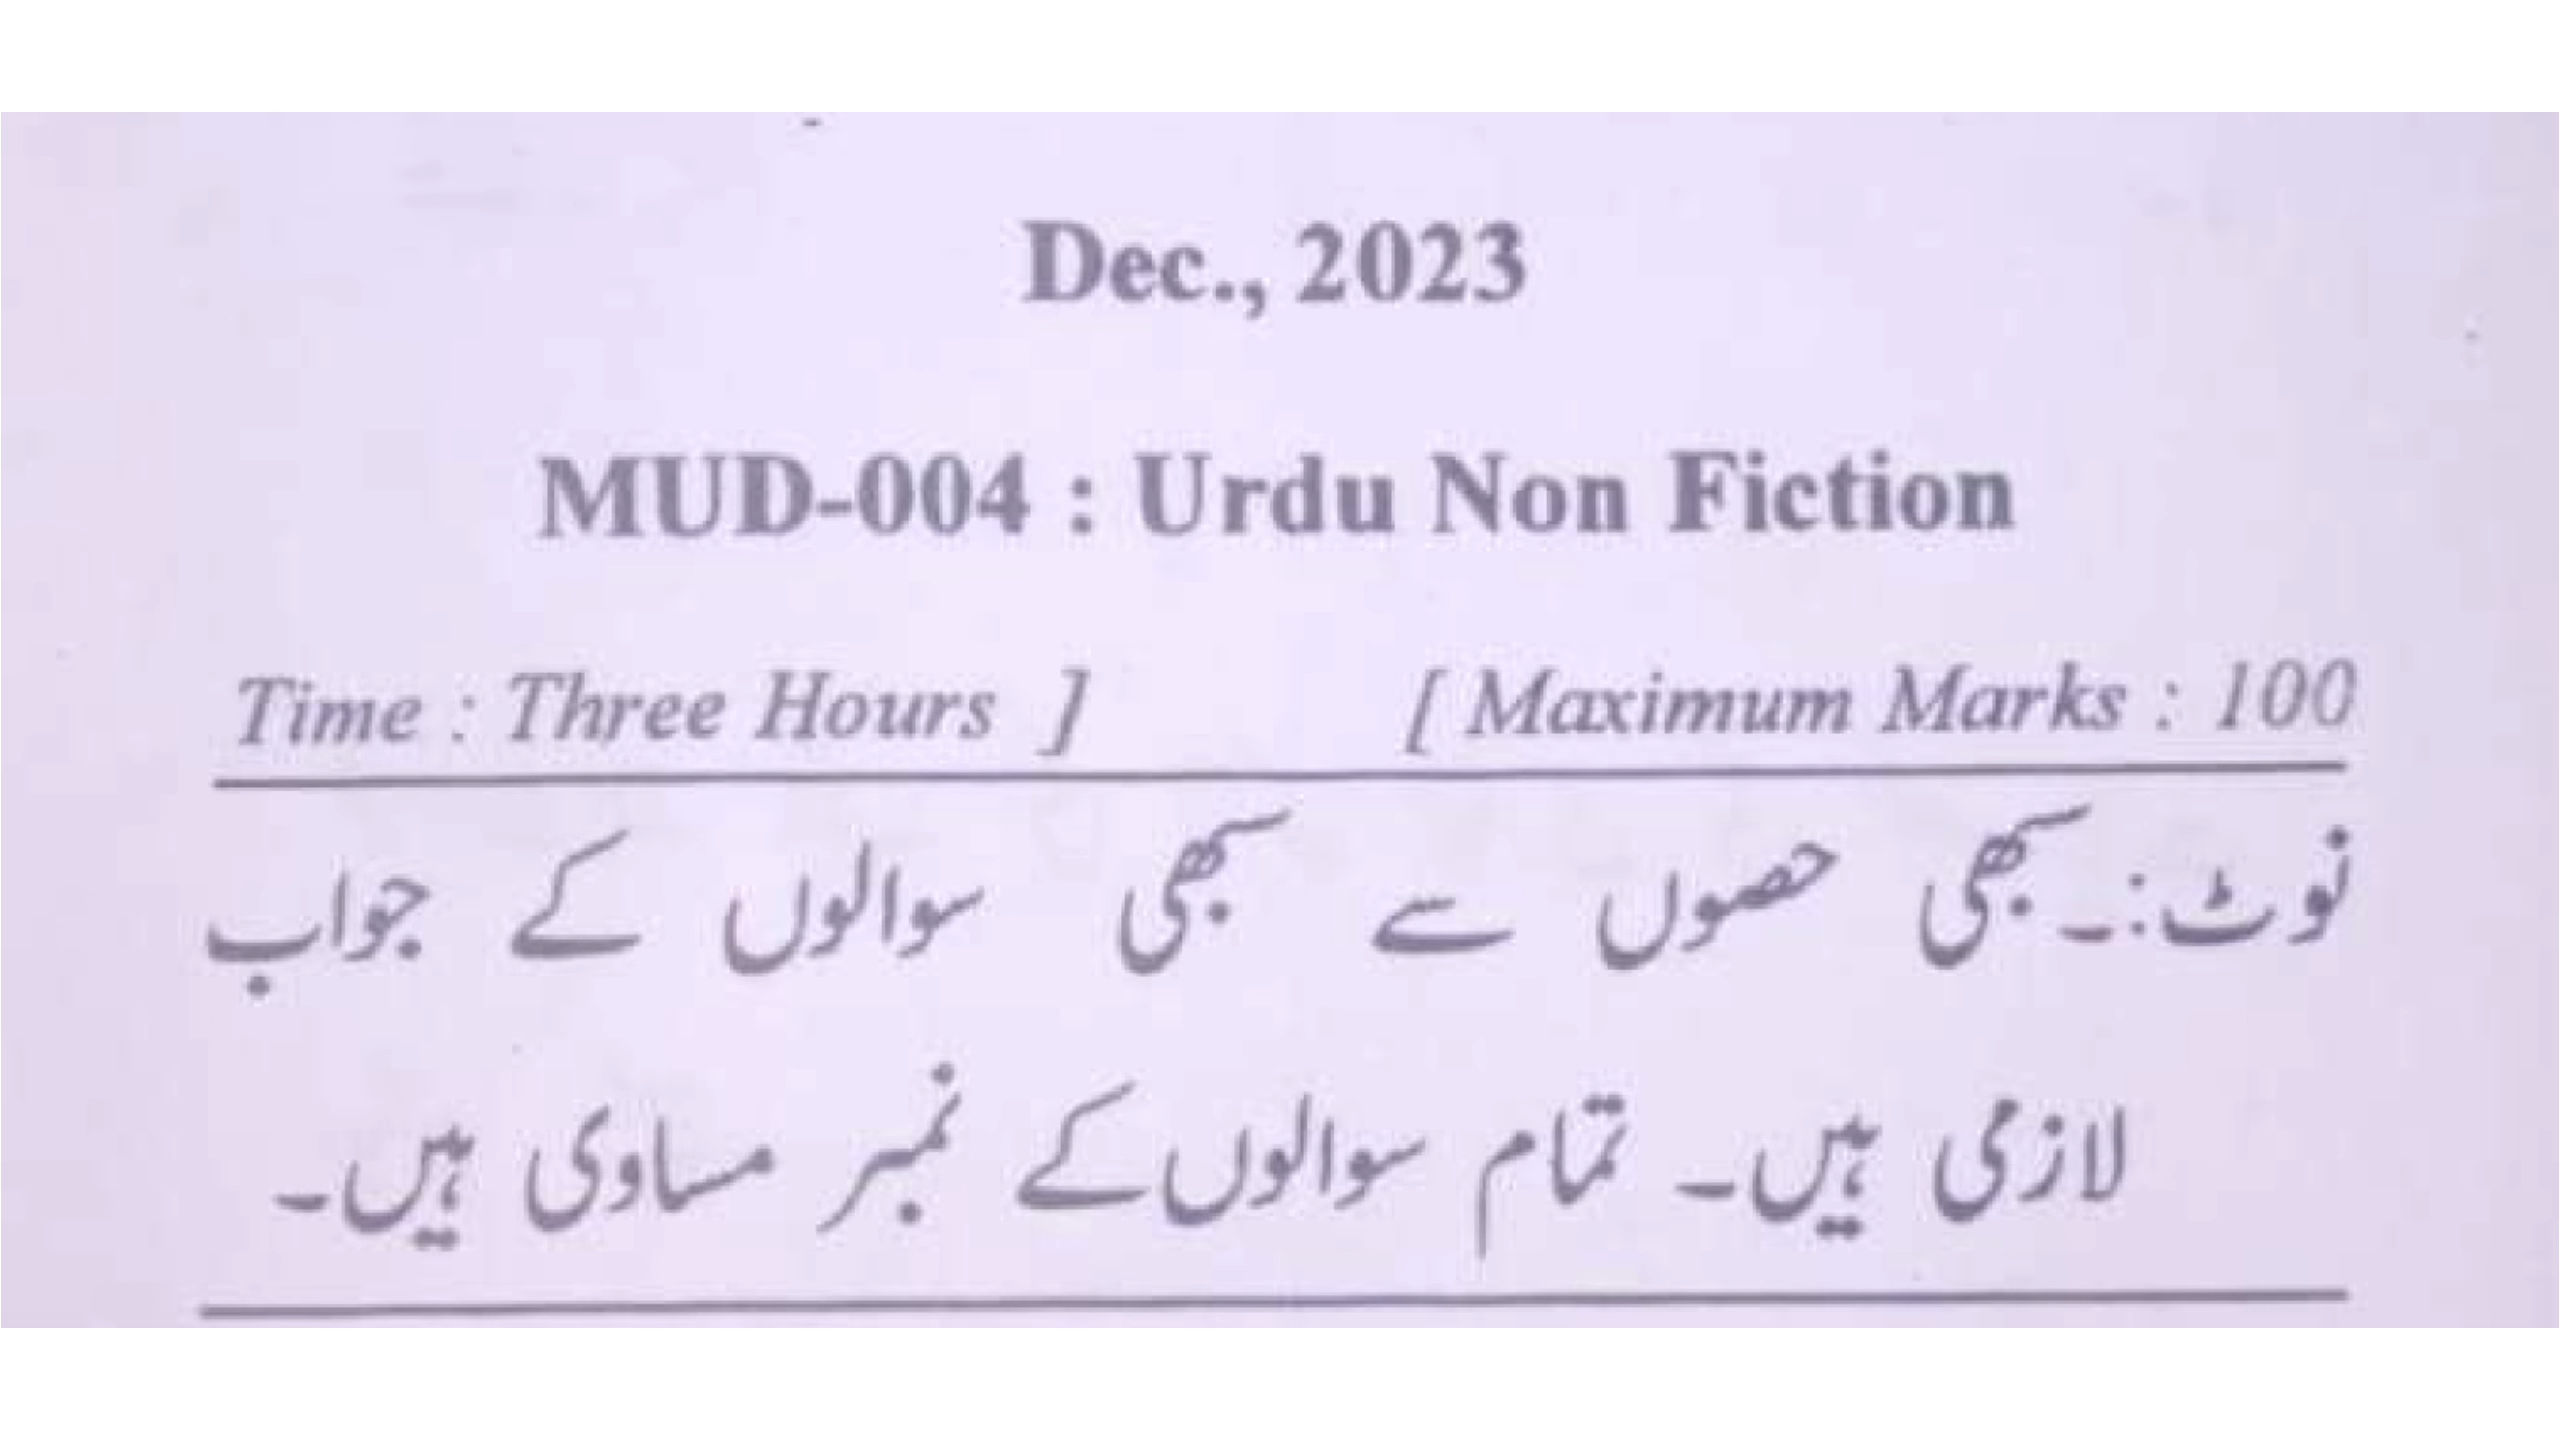 Dec., 2023
MUD-004 : Urdu Non Fiction
Time : Three Hours ] [ Maximum Marks : 100
نوٹ:۔ سبھی حصوں سے سبھی سوالوں کے جواب
لازمی ہیں۔ تمام سوالوں کے نمبر مساوی ہیں۔